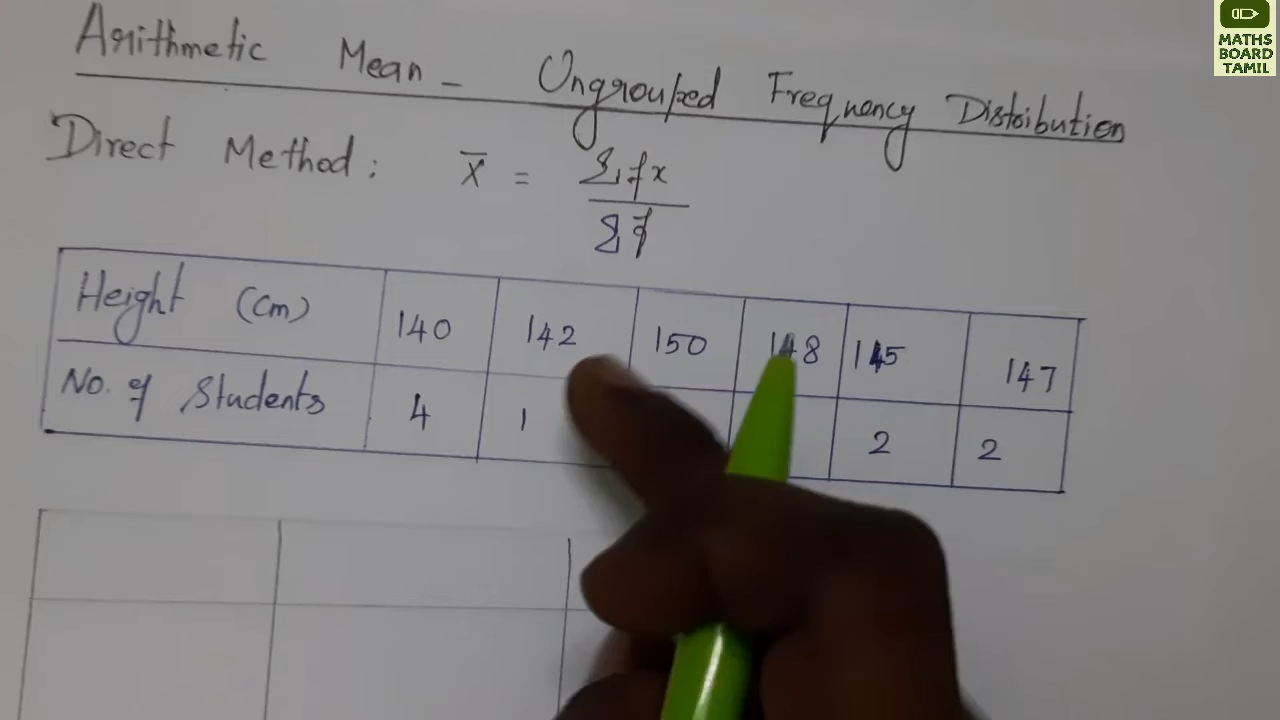 MATHS
BOARD
TAMIL
Arithmetic Mean - Ungrouped Frequency Distribution
Direct Method : x̄ = Σfx / Σf
Height (cm) 140 142 150 148 145 147
No. of Students 4 1 2 2